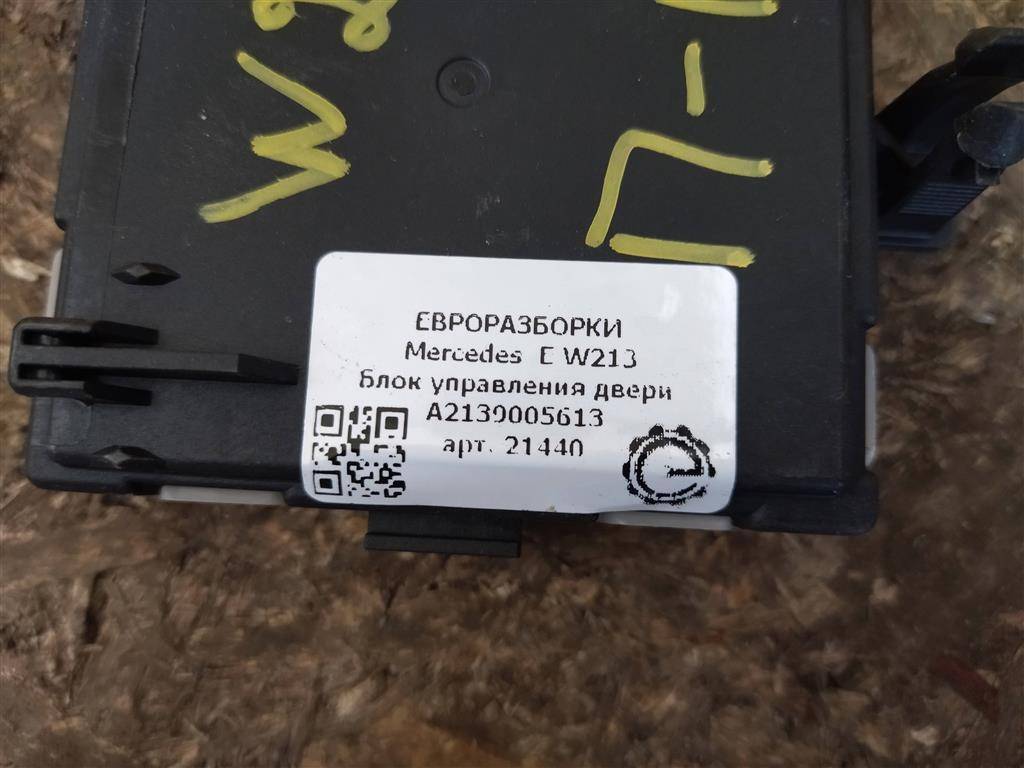 ЕВРОРАЗБОРКИ
Mercedes E W213
Блок управления двери
A2139005613
арт. 21440